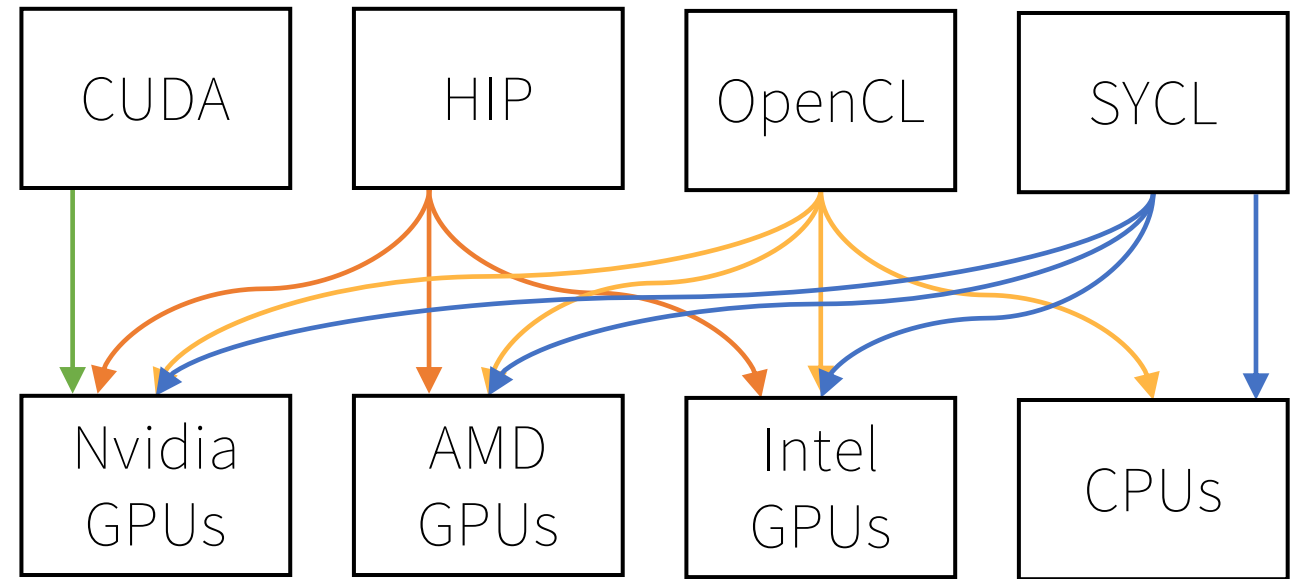 CUDA
HIP
OpenCL
SYCL
Nvidia
GPUs
AMD
GPUs
Intel
GPUs
CPUs